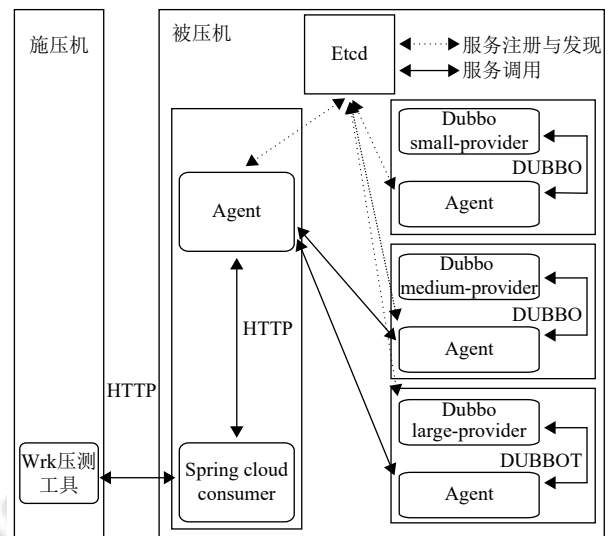 施压机
被压机
Etcd
服务注册与发现
服务调用
Dubbo
small-provider
DUBBO
Agent
Agent
Dubbo
medium-provider
DUBBO
Agent
HTTP
HTTP
Dubbo
large-provider
DUBBOT
Agent
Wrk压测
工具
Spring cloud
consumer